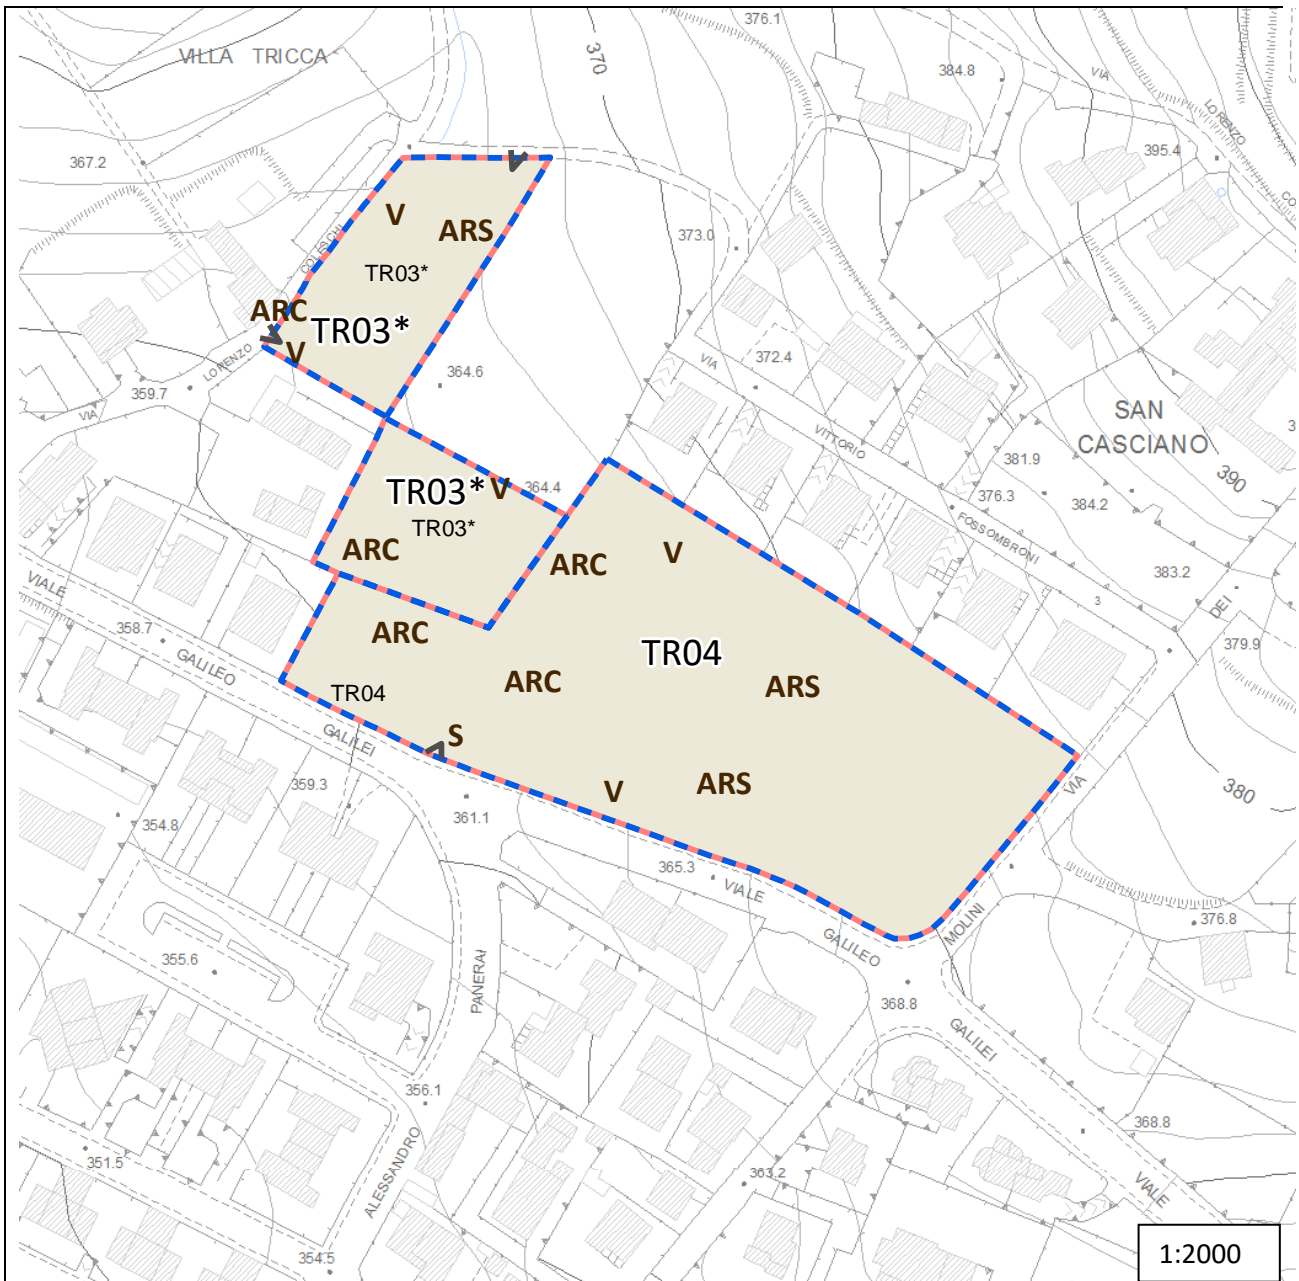 376.1
VILLA TRICCA
370
384.8
VIA
LORENZO
367.2
395.4
V
ARS
COLESCHI
373.0
TR03*
ARC
TR03*
V
LORENZO
VIA
372.4
364.6
359.7
VIA
SAN
CASCIANO
VITTORIO
381.9
390
TR03* V
364.4
376.3
384.2
TR03*
FOSSOMBRONI
ARC
V
ARC
383.2
VIALE
3
DEI
358.7
ARC
379.9
GALILEO
TR04
ARC
ARS
TR04
S
GALILEI
V
ARS
VIA
380
359.3
361.1
354.8
365.3
VIALE
376.8
MOLINI
GALILEO
355.6
PANERAI
368.8
GALILEI
356.1
368.8
ALESSANDRO
351.5
363.2
VIALE
354.5
1:2000